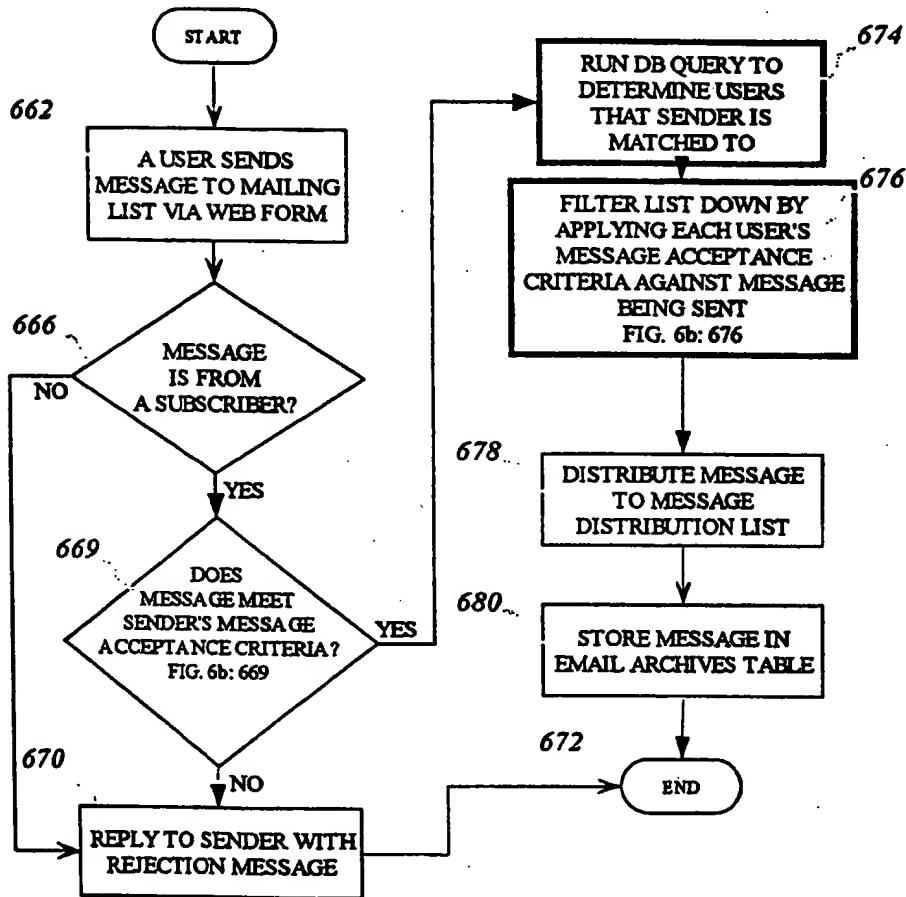 START
662
A USER SENDS
MESSAGE TO MAILING
LIST VIA WEB FORM
666
MESSAGE
IS FROM
A SUBSCRIBER?
NO
YES
669
DOES
MESSAGE MEET
SENDER'S MESSAGE
ACCEPTANCE CRITERIA?
FIG. 6b: 669
YES
NO
670
REPLY TO SENDER WITH
REJECTION MESSAGE
674
RUN DB QUERY TO
DETERMINE USERS
THAT SENDER IS
MATCHED TO
676
FILTER LIST DOWN BY
APPLYING EACH USER'S
MESSAGE ACCEPTANCE
CRITERIA AGAINST MESSAGE
BEING SENT
FIG. 6b: 676
678
DISTRIBUTE MESSAGE
TO MESSAGE
DISTRIBUTION LIST
680
STORE MESSAGE IN
EMAIL ARCHIVES TABLE
672
END